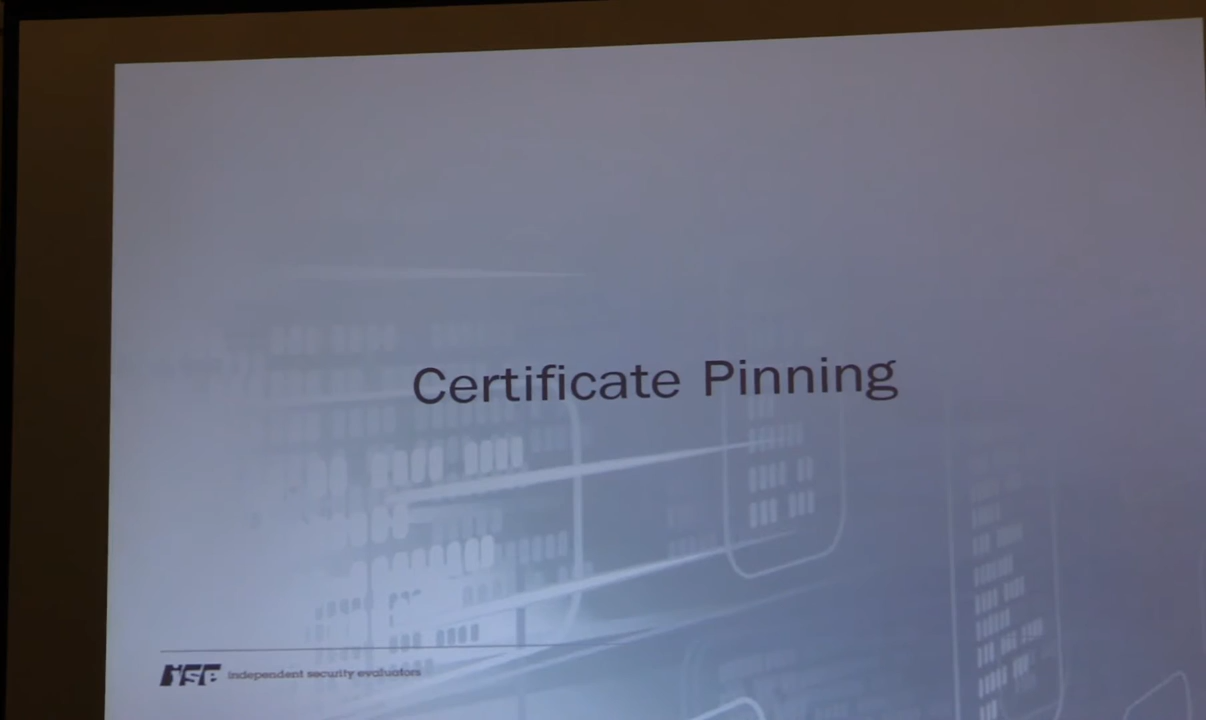 Certificate Pinning
ise independent security evaluators